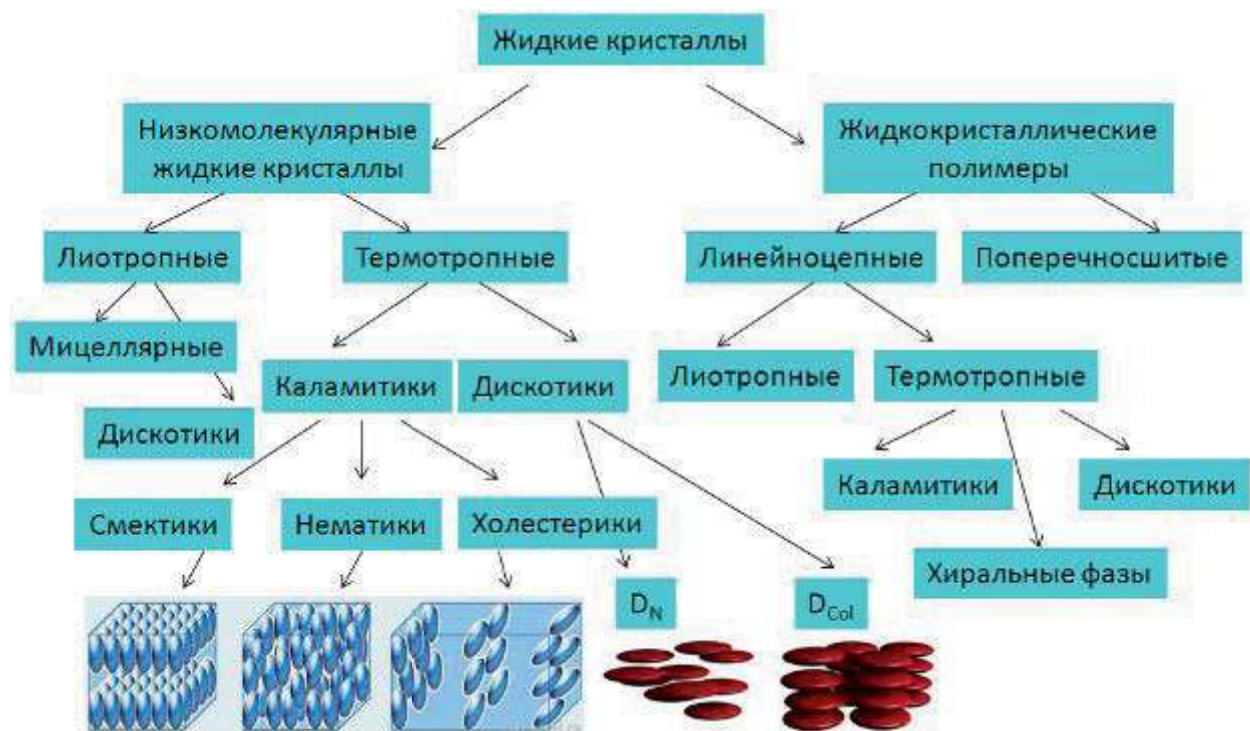 Жидкие кристаллы
Низкомолекулярные
жидкие кристаллы
Жидкокристаллические
полимеры
Лиотропные
Термотропные
Линейноцепные
Поперечносшитые
Мицеллярные
Каламитики
Дискотики
Лиотропные
Термотропные
Дискотики
Каламитики
Дискотики
Смектики
Нематики
Холестерики
Хиральные фазы
D_N
D_Col